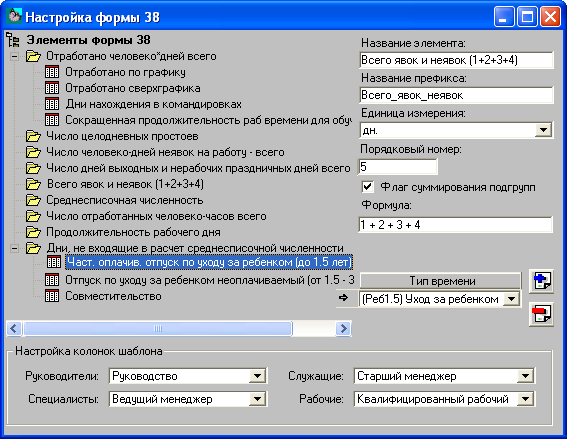 Настройка формы 38
Элементы формы 38
Отработано человеко*дней всего
Отработано по графику
Отработано сверхграфика
Дни нахождения в командировках
Сокращенная продолжительность раб времени для обуч
Число целодневных простоев
Число человеко-дней неявок на работу - всего
Число дней выходных и нерабочих праздничных дней всего
Всего явок и неявок (1+2+3+4)
Среднесписочная численность
Число отработанных человеко-часов всего
Продолжительность рабочего дня
Дни, не входящие в расчет среднесписочной численности
Част. оплачив. отпуск по уходу за ребенком (до 1.5 лет)
Отпуск по уходу за ребенком неоплачиваемый (от 1.5 - 3
Совместительство
Название элемента:
Всего явок и неявок (1+2+3+4)
Название префикса:
Всего_явок_неявок
Единица измерения:
дн.
Порядковый номер:
5
Флаг суммирования подгрупп
Формула:
1 + 2 + 3 + 4
Тип времени
(Реб1.5) Уход за ребенком
Настройка колонок шаблона
Руководители: Руководство
Служащие: Старший менеджер
Специалисты: Ведущий менеджер
Рабочие: Квалифицированный рабочий